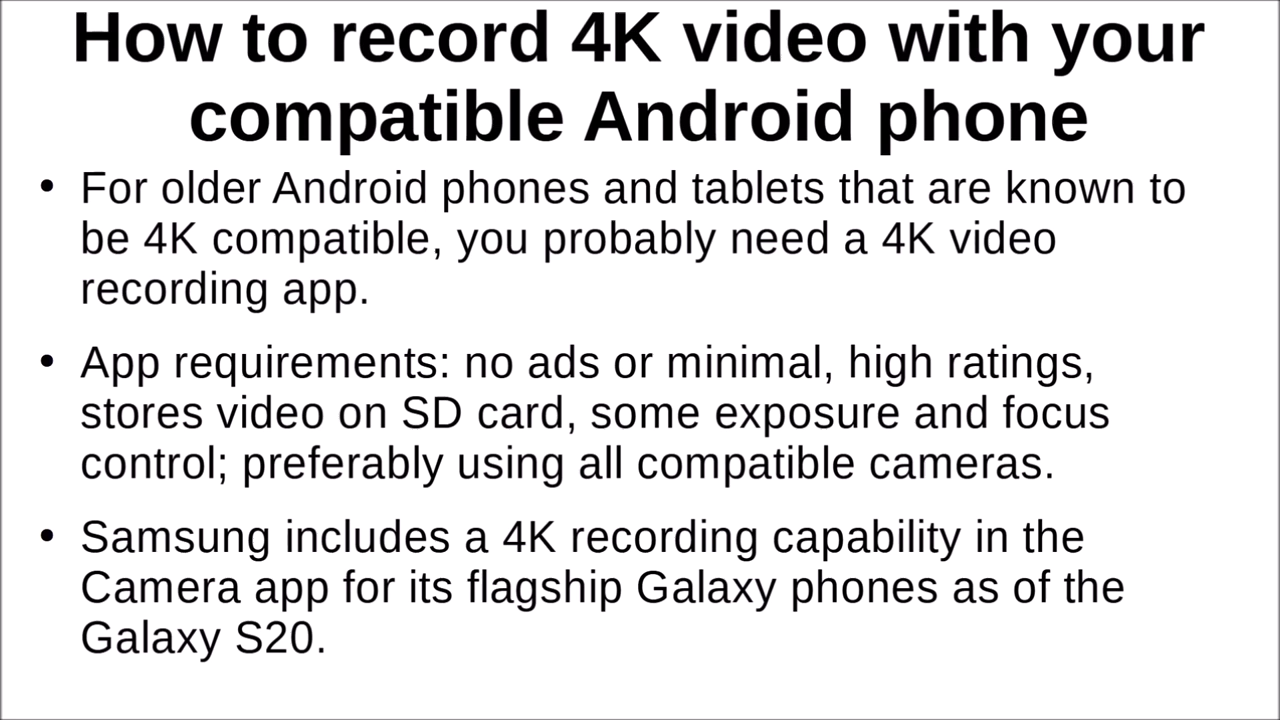 How to record 4K video with your
compatible Android phone
• For older Android phones and tablets that are known to
be 4K compatible, you probably need a 4K video
recording app.
• App requirements: no ads or minimal, high ratings,
stores video on SD card, some exposure and focus
control; preferably using all compatible cameras.
• Samsung includes a 4K recording capability in the
Camera app for its flagship Galaxy phones as of the
Galaxy S20.